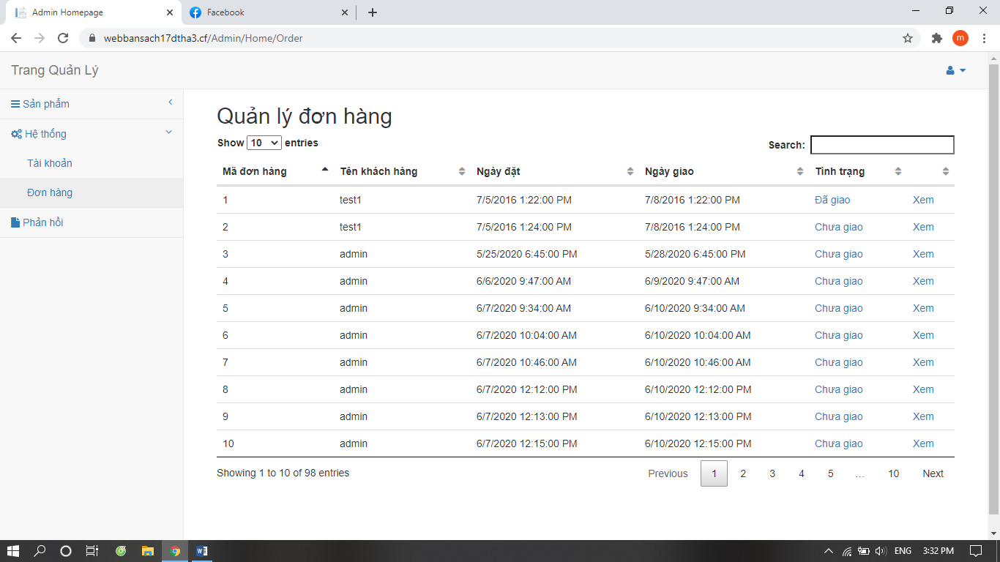 Admin Homepage
Facebook
webbansach17dtha3.cf/Admin/Home/Order
m
Trang Quản Lý
Sản phẩm
Hệ thống
Tài khoản
Đơn hàng
Phản hồi
Quản lý đơn hàng
Show 10 entries
Search:
Mã đơn hàng Tên khách hàng Ngày đặt Ngày giao Tình trạng
1 test1 7/5/2016 1:22:00 PM 7/8/2016 1:22:00 PM Đã giao Xem
2 test1 7/5/2016 1:24:00 PM 7/8/2016 1:24:00 PM Chưa giao Xem
3 admin 5/25/2020 6:45:00 PM 5/28/2020 6:45:00 PM Chưa giao Xem
4 admin 6/6/2020 9:47:00 AM 6/9/2020 9:47:00 AM Chưa giao Xem
5 admin 6/7/2020 9:34:00 AM 6/10/2020 9:34:00 AM Chưa giao Xem
6 admin 6/7/2020 10:04:00 AM 6/10/2020 10:04:00 AM Chưa giao Xem
7 admin 6/7/2020 10:46:00 AM 6/10/2020 10:46:00 AM Chưa giao Xem
8 admin 6/7/2020 12:12:00 PM 6/10/2020 12:12:00 PM Chưa giao Xem
9 admin 6/7/2020 12:13:00 PM 6/10/2020 12:13:00 PM Chưa giao Xem
10 admin 6/7/2020 12:15:00 PM 6/10/2020 12:15:00 PM Chưa giao Xem
Showing 1 to 10 of 98 entries
Previous 1 2 3 4 5 … 10 Next
ENG 3:32 PM